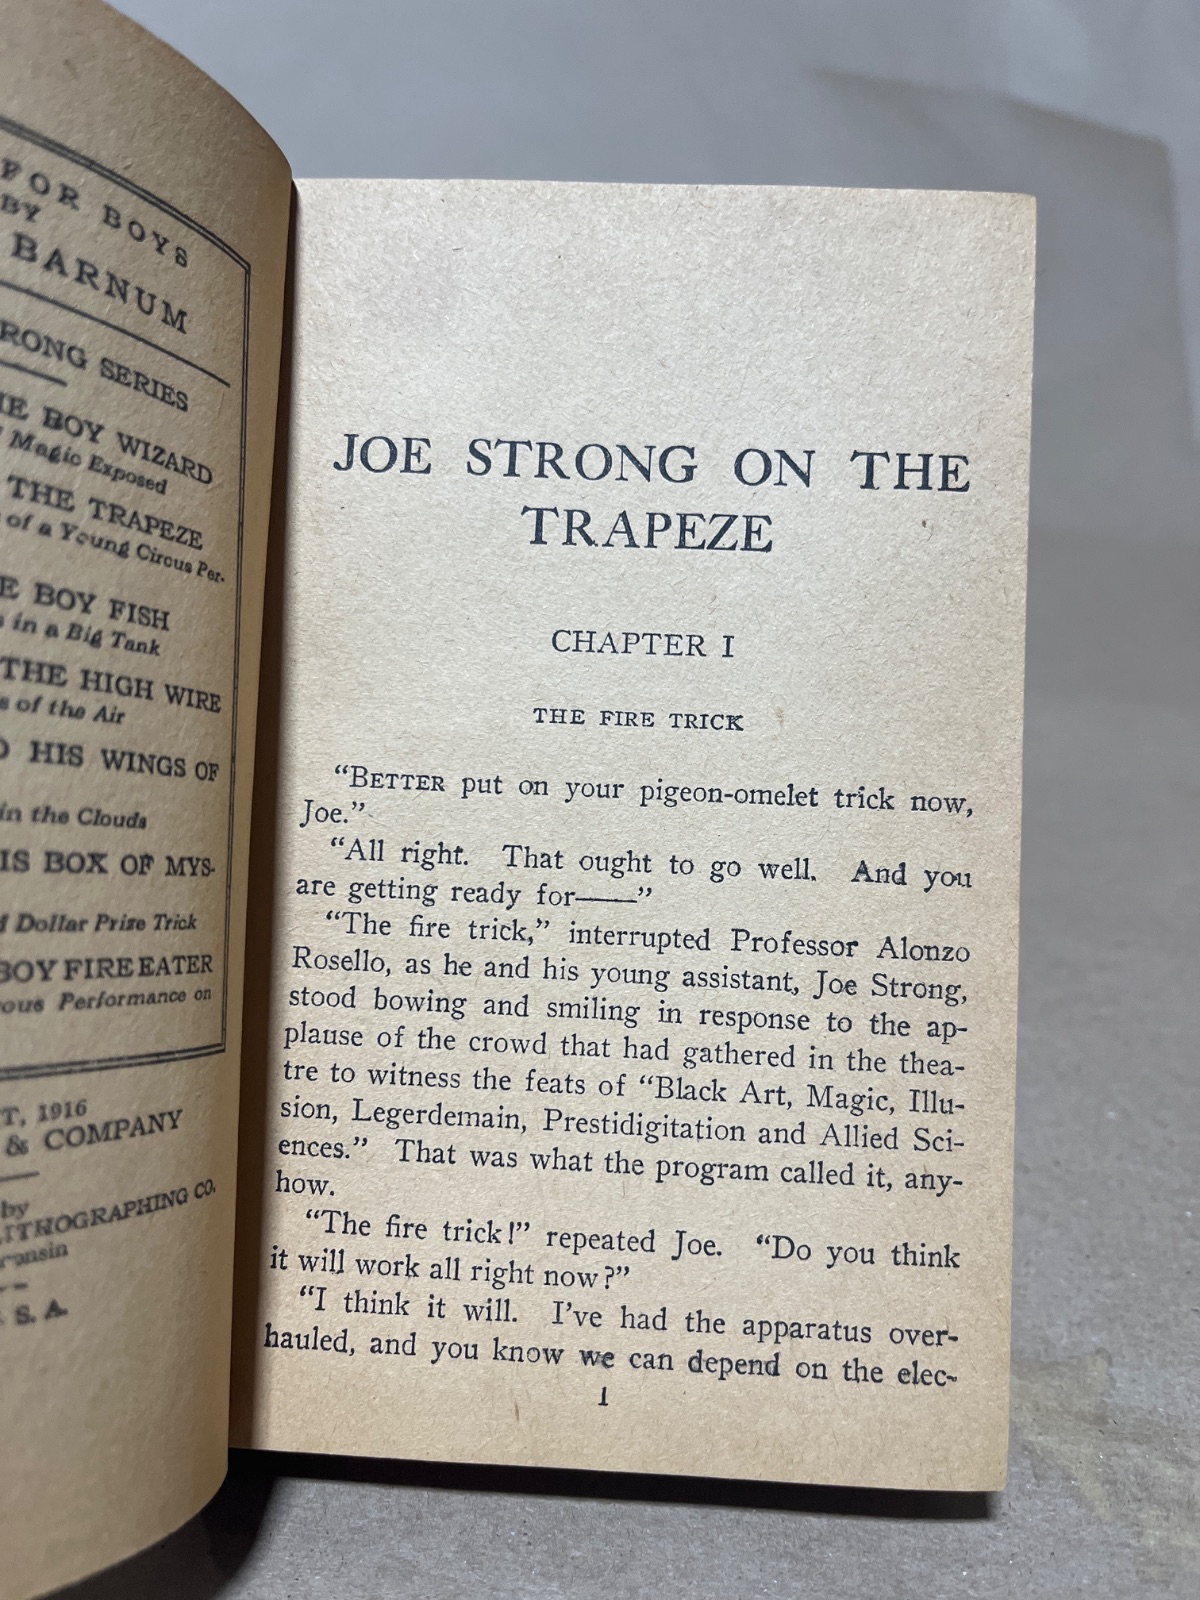 FOR BOYS
BY
BARNUM
RONG SERIES
HE BOY WIZARD
Magic Exposed
THE TRAPEZE
of a Young Circus Per-
E BOY FISH
s in a Big Tank
THE HIGH WIRE
s of the Air
O HIS WINGS OF
in the Clouds
IS BOX OF MYS-
d Dollar Prize Trick
BOY FIRE EATER
ous Performance on
T, 1916
& COMPANY
by
LITHOGRAPHING CO.
consin
S. A.
JOE STRONG ON THE
TRAPEZE
CHAPTER I
THE FIRE TRICK
"BETTER put on your pigeon-omelet trick now,
Joe."
"All right. That ought to go well. And you
are getting ready for——"
"The fire trick," interrupted Professor Alonzo
Rosello, as he and his young assistant, Joe Strong,
stood bowing and smiling in response to the ap-
plause of the crowd that had gathered in the thea-
tre to witness the feats of "Black Art, Magic, Illu-
sion, Legerdemain, Prestidigitation and Allied Sci-
ences." That was what the program called it, any-
how.
"The fire trick!" repeated Joe. "Do you think
it will work all right now?"
"I think it will. I've had the apparatus over-
hauled, and you know we can depend on the elec-
1